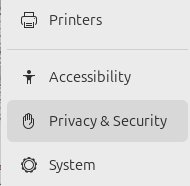 Printers
Accessibility
Privacy & Security
System